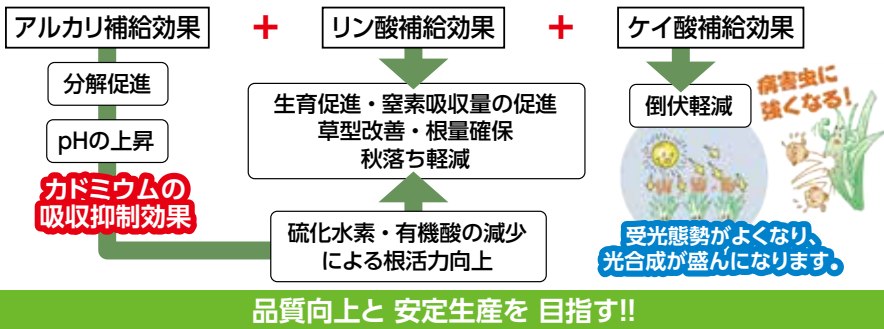 アルカリ補給効果
+
リン酸補給効果
+
ケイ酸補給効果
分解促進
pHの上昇
カドミウムの
吸収抑制効果
生育促進・窒素吸収量の促進
草型改善・根量確保
秋落ち軽減
硫化水素・有機酸の減少
による根活力向上
倒伏軽減
病害虫に
強くなる!
受光態勢がよくなり、
光合成が盛んになります。
品質向上と 安定生産を 目指す!!